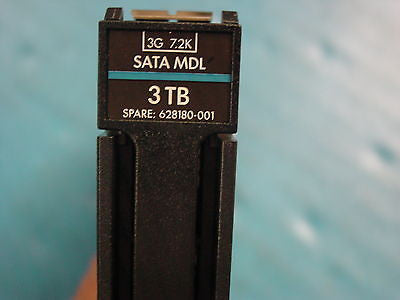 3G 7.2K
SATA MDL
3 TB
SPARE; 628180-001